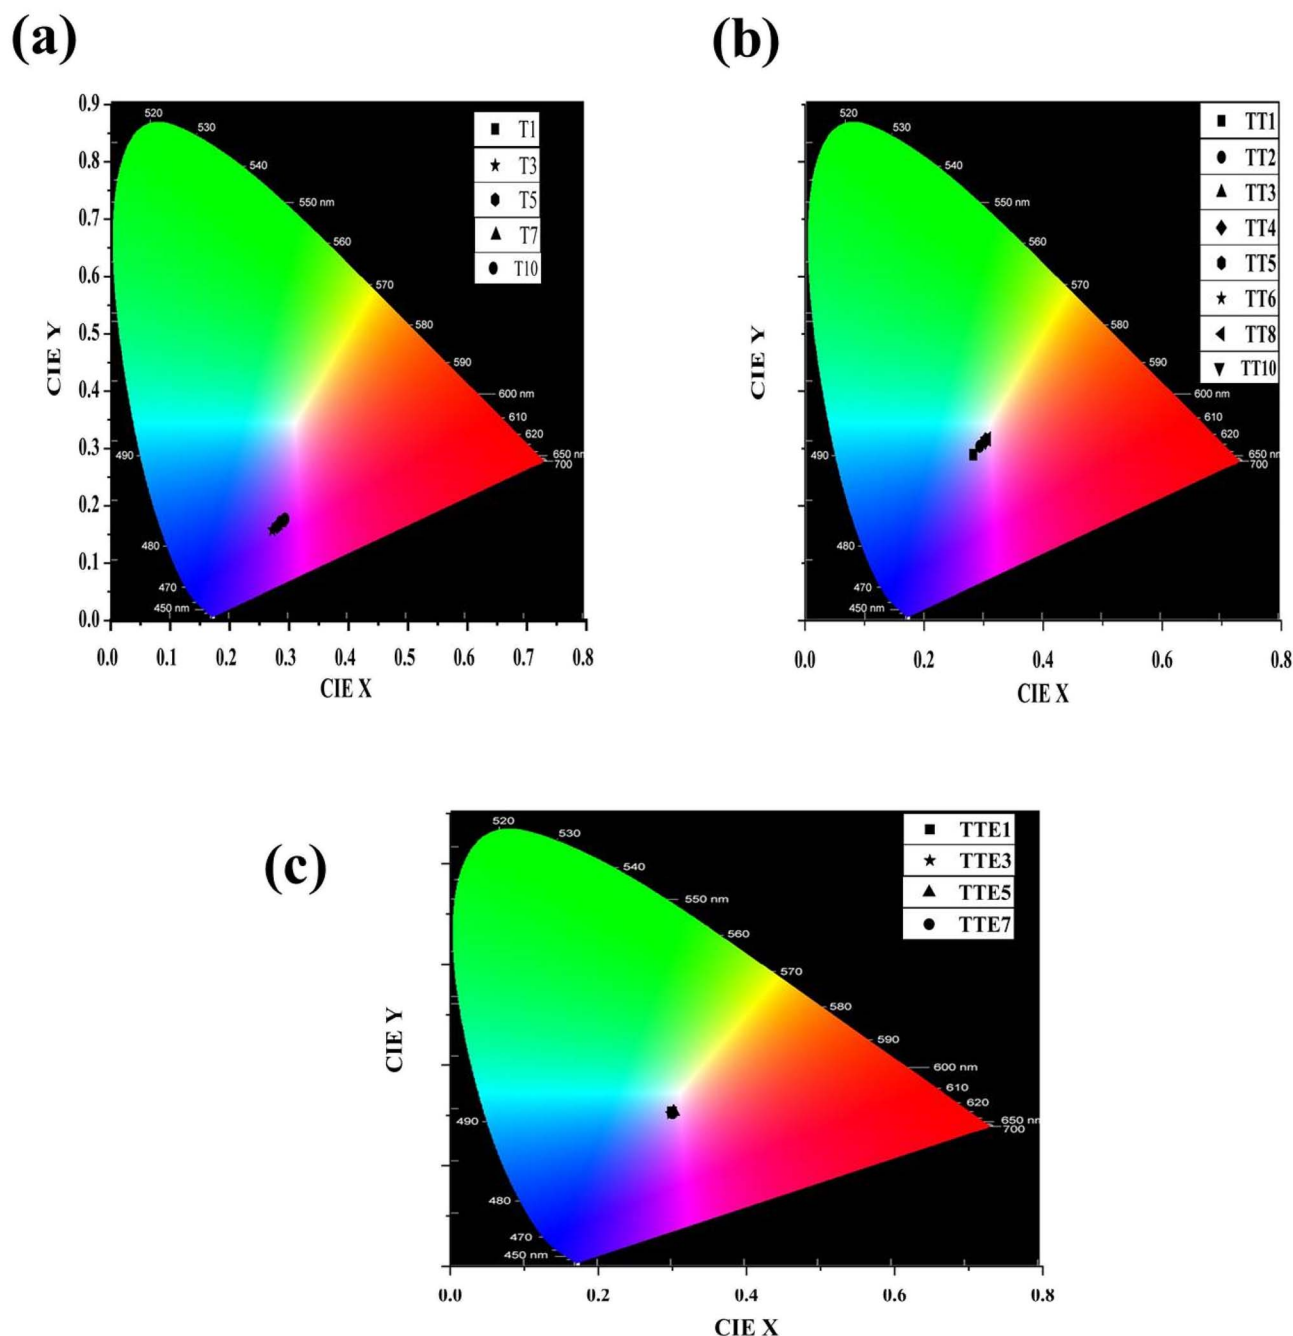 (a)
0.9
0.8
0.7
0.6
0.5
0.4
0.3
0.2
0.1
0.0
CIE Y
520
530
540
550 nm
560
570
580
590
600 nm
610
620
650 nm
700
490
480
470
450 nm
T1
T3
T5
T7
T10
0.0 0.1 0.2 0.3 0.4 0.5 0.6 0.7 0.8
CIE X
(b)
CIE Y
520
530
540
550 nm
560
570
580
590
600 nm
610
620
650 nm
700
490
480
470
450 nm
TT1
TT2
TT3
TT4
TT5
TT6
TT8
TT10
0.0 0.2 0.4 0.6 0.8
CIE X
(c)
CIE Y
520
530
540
550 nm
560
570
580
590
600 nm
610
620
650 nm
700
490
480
470
450 nm
TTE1
TTE3
TTE5
TTE7
0.0 0.2 0.4 0.6 0.8
CIE X